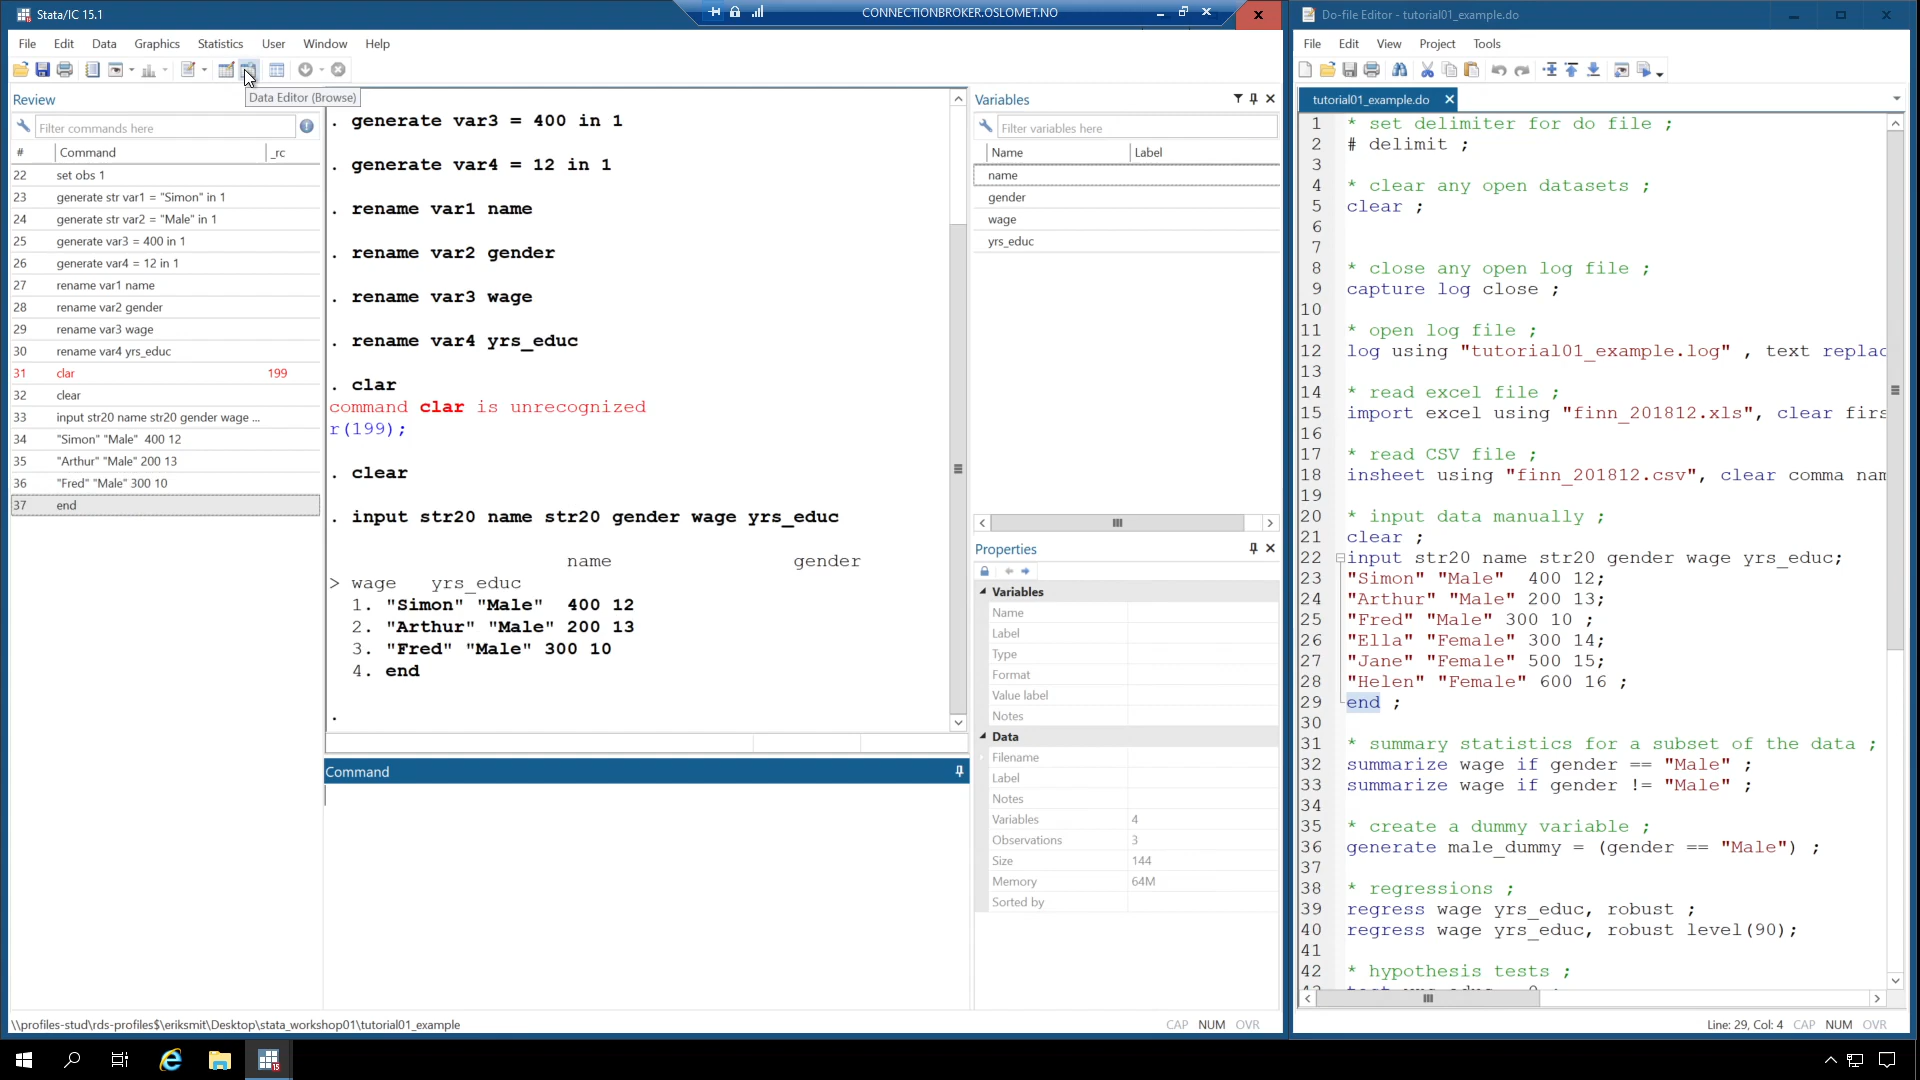 Stata/IC 15.1
CONNECTIONBROKER.OSLOMET.NO
File Edit Data Graphics Statistics User Window Help
Data Editor (Browse)
Review
Filter commands here
# Command _rc
22 set obs 1
23 generate str var1 = "Simon" in 1
24 generate str var2 = "Male" in 1
25 generate var3 = 400 in 1
26 generate var4 = 12 in 1
27 rename var1 name
28 rename var2 gender
29 rename var3 wage
30 rename var4 yrs_educ
31 clar 199
32 clear
33 input str20 name str20 gender wage ...
34 "Simon" "Male"  400 12
35 "Arthur" "Male" 200 13
36 "Fred" "Male" 300 10
37 end
. generate var3 = 400 in 1
. generate var4 = 12 in 1
. rename var1 name
. rename var2 gender
. rename var3 wage
. rename var4 yrs_educ
. clar
command clar is unrecognized
r(199);
. clear
. input str20 name str20 gender wage yrs_educ
name gender
> wage yrs_educ
1. "Simon" "Male"  400 12
2. "Arthur" "Male" 200 13
3. "Fred" "Male" 300 10
4. end
.
Command
Variables
Filter variables here
Name Label
name
gender
wage
yrs_educ
Properties
Variables
Name
Label
Type
Format
Value label
Notes
Data
Filename
Label
Notes
Variables 4
Observations 3
Size 144
Memory 64M
Sorted by
\\profiles-stud\rds-profiles$\eriksmit\Desktop\stata_workshop01\tutorial01_example
CAP NUM OVR
Do-file Editor - tutorial01_example.do
File Edit View Project Tools
tutorial01_example.do
1 * set delimiter for do file ;
2 # delimit ;
3
4 * clear any open datasets ;
5 clear ;
6
7
8 * close any open log file ;
9 capture log close ;
10
11 * open log file ;
12 log using "tutorial01_example.log" , text replac
13
14 * read excel file ;
15 import excel using "finn_201812.xls", clear firs
16
17 * read CSV file ;
18 insheet using "finn_201812.csv", clear comma nam
19
20 * input data manually ;
21 clear ;
22 input str20 name str20 gender wage yrs_educ;
23 "Simon" "Male"  400 12;
24 "Arthur" "Male" 200 13;
25 "Fred" "Male" 300 10 ;
26 "Ella" "Female" 300 14;
27 "Jane" "Female" 500 15;
28 "Helen" "Female" 600 16 ;
29 end ;
30
31 * summary statistics for a subset of the data ;
32 summarize wage if gender == "Male" ;
33 summarize wage if gender != "Male" ;
34
35 * create a dummy variable ;
36 generate male_dummy = (gender == "Male") ;
37
38 * regressions ;
39 regress wage yrs_educ, robust ;
40 regress wage yrs_educ, robust level(90);
41
42 * hypothesis tests ;
Line: 29, Col: 4 CAP NUM OVR